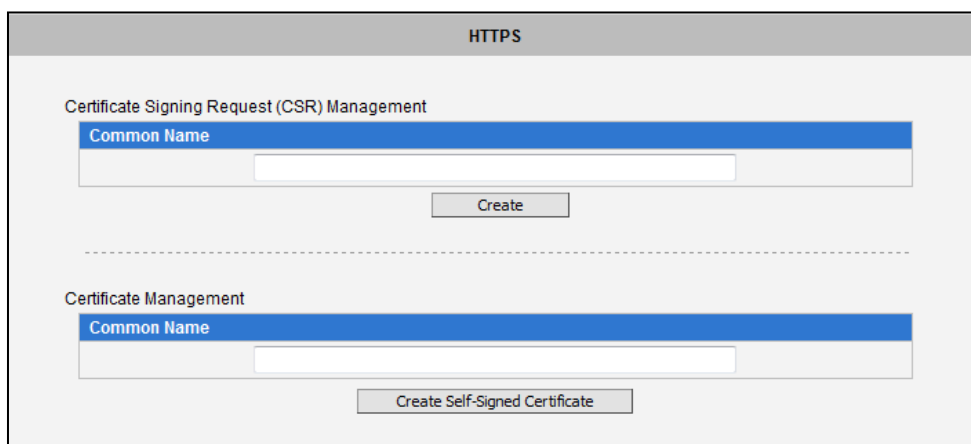 HTTPS
Certificate Signing Request (CSR) Management
Common Name
Create
Certificate Management
Common Name
Create Self-Signed Certificate